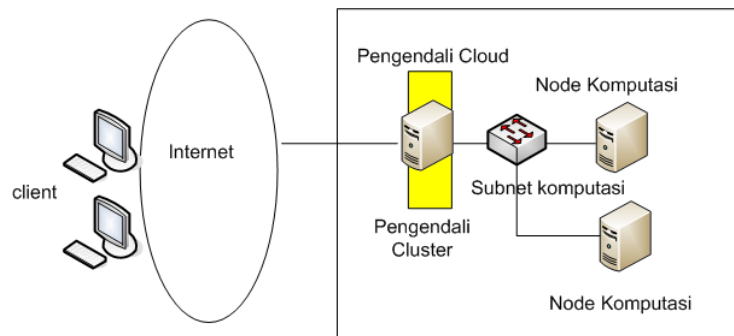 client
Internet
Pengendali Cloud
Pengendali
Cluster
Subnet komputasi
Node Komputasi
Node Komputasi